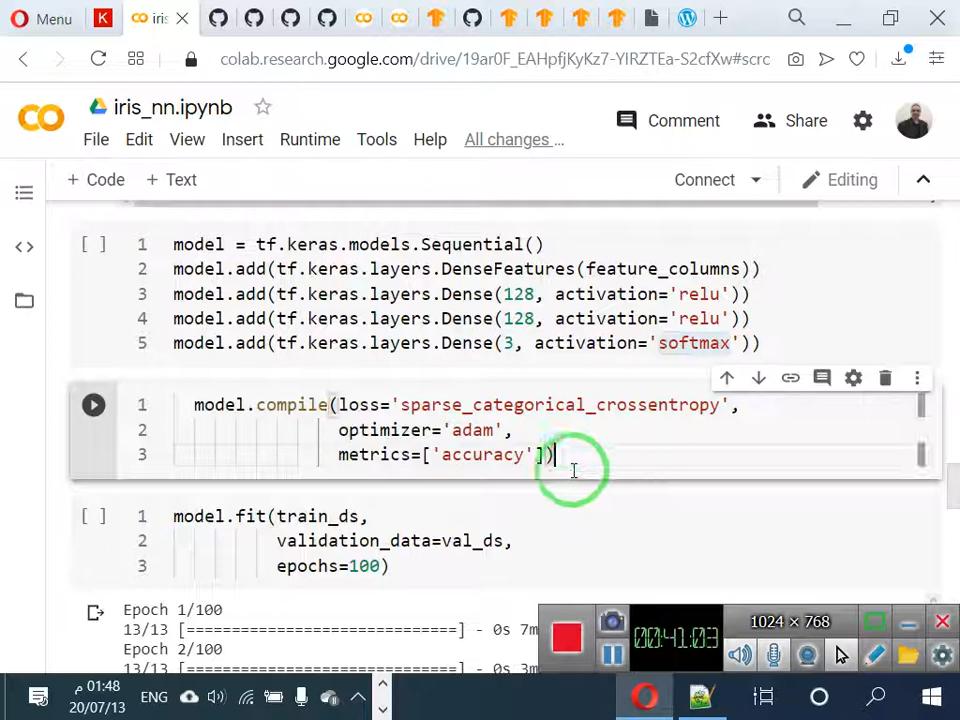 Menu
K
iris
colab.research.google.com/drive/19ar0F_EAHpfjKyKz7-YIRZTEa-S2cfXw#scrc
iris_nn.ipynb
File Edit View Insert Runtime Tools Help All changes …
Comment
Share
+ Code + Text
Connect
Editing
[ ] 1 model = tf.keras.models.Sequential()
2 model.add(tf.keras.layers.DenseFeatures(feature_columns))
3 model.add(tf.keras.layers.Dense(128, activation='relu'))
4 model.add(tf.keras.layers.Dense(128, activation='relu'))
5 model.add(tf.keras.layers.Dense(3, activation='softmax'))
1 model.compile(loss='sparse_categorical_crossentropy',
2 optimizer='adam',
3 metrics=['accuracy'])
[ ] 1 model.fit(train_ds,
2 validation_data=val_ds,
3 epochs=100)
Epoch 1/100
13/13 [==============================] - 0s 7m
Epoch 2/100
13/13 [==============================] - 0s 3m
00:41:03
1024 × 768
01:48 م
20/07/13
ENG